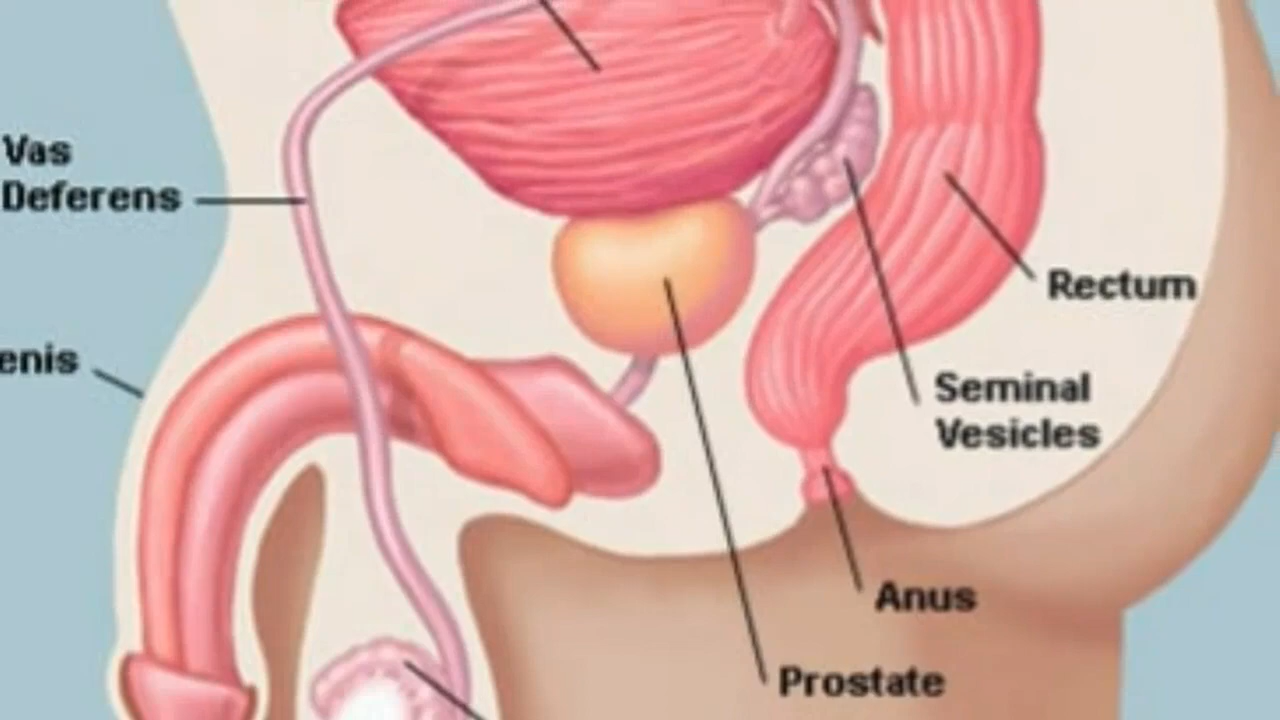 Vas
Deferens
Rectum
enis
Seminal
Vesicles
Anus
Prostate